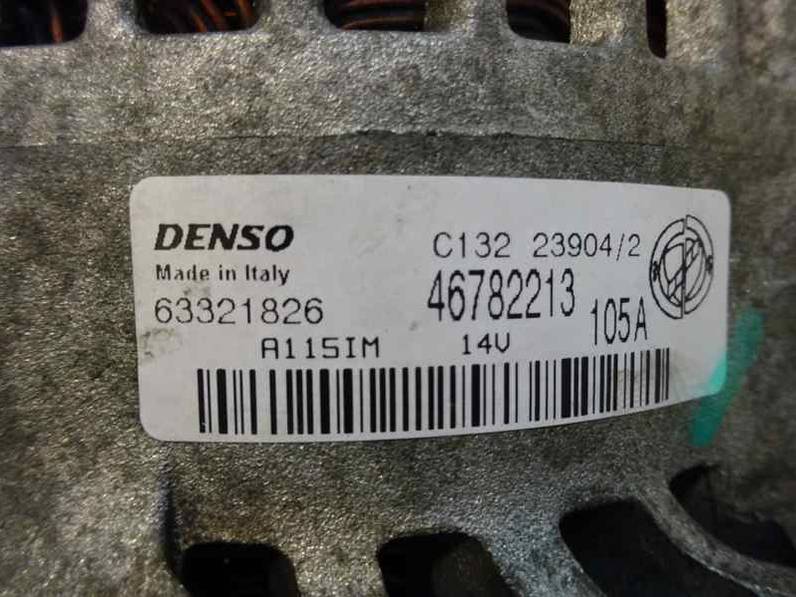 DENSO
C132 23904/2
Made in Italy
46782213
63321826
105A
A115IM 14V